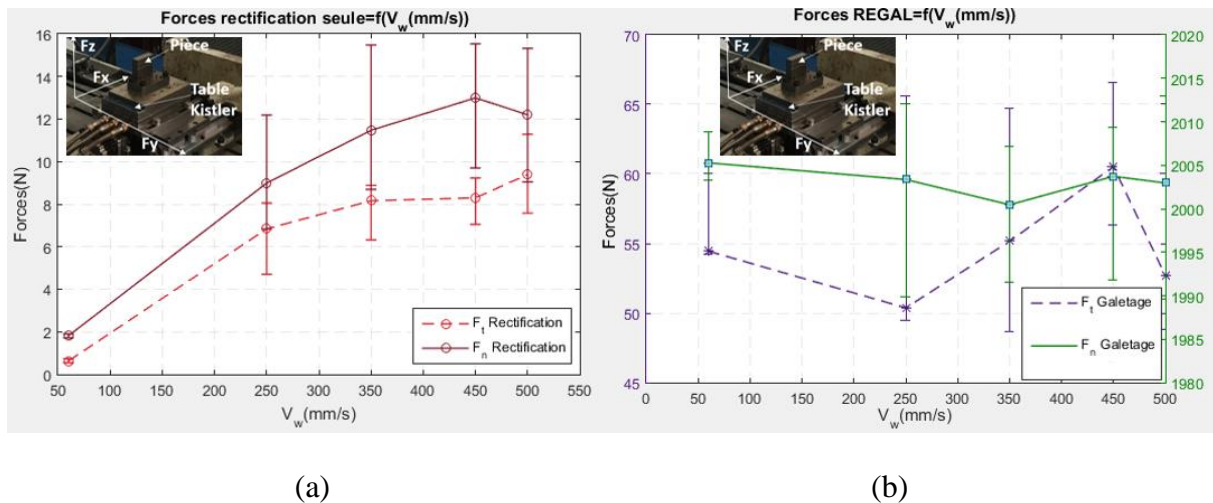 Forces rectification seule=f(V_w(mm/s))
16
14
12
10
8
6
4
2
0
Forces(N)
50
100
150
200
250
300
350
400
450
500
550
V_w(mm/s)
Fz
Piece
Fx
Table
Kistler
Fy
F_t Rectification
F_n Rectification
(a)
Forces REGAL=f(V_w(mm/s))
70
65
60
55
50
45
Forces(N)
0
50
100
150
200
250
300
350
400
450
500
V_w(mm/s)
2020
2015
2010
2005
2000
1995
1990
1985
1980
Fz
Piece
Fx
Table
Kistler
Fy
F_t Galetage
F_n Galetage
(b)